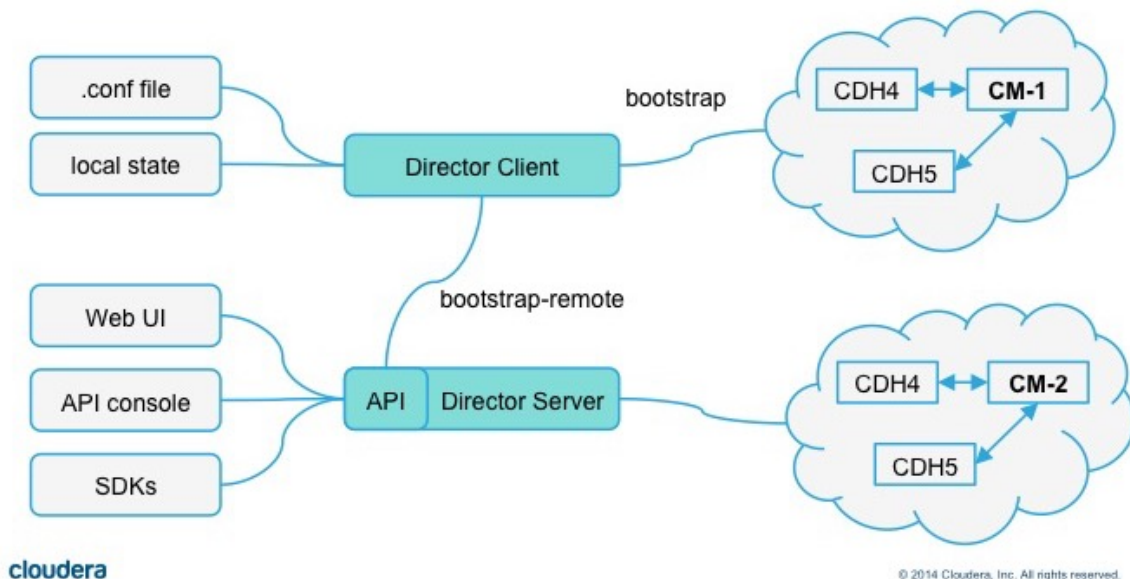 .conf file
local state
Director Client
bootstrap
CDH4
CM-1
CDH5
bootstrap-remote
Web UI
API console
SDKs
API
Director Server
CDH4
CM-2
CDH5
cloudera
© 2014 Cloudera, Inc. All rights reserved.